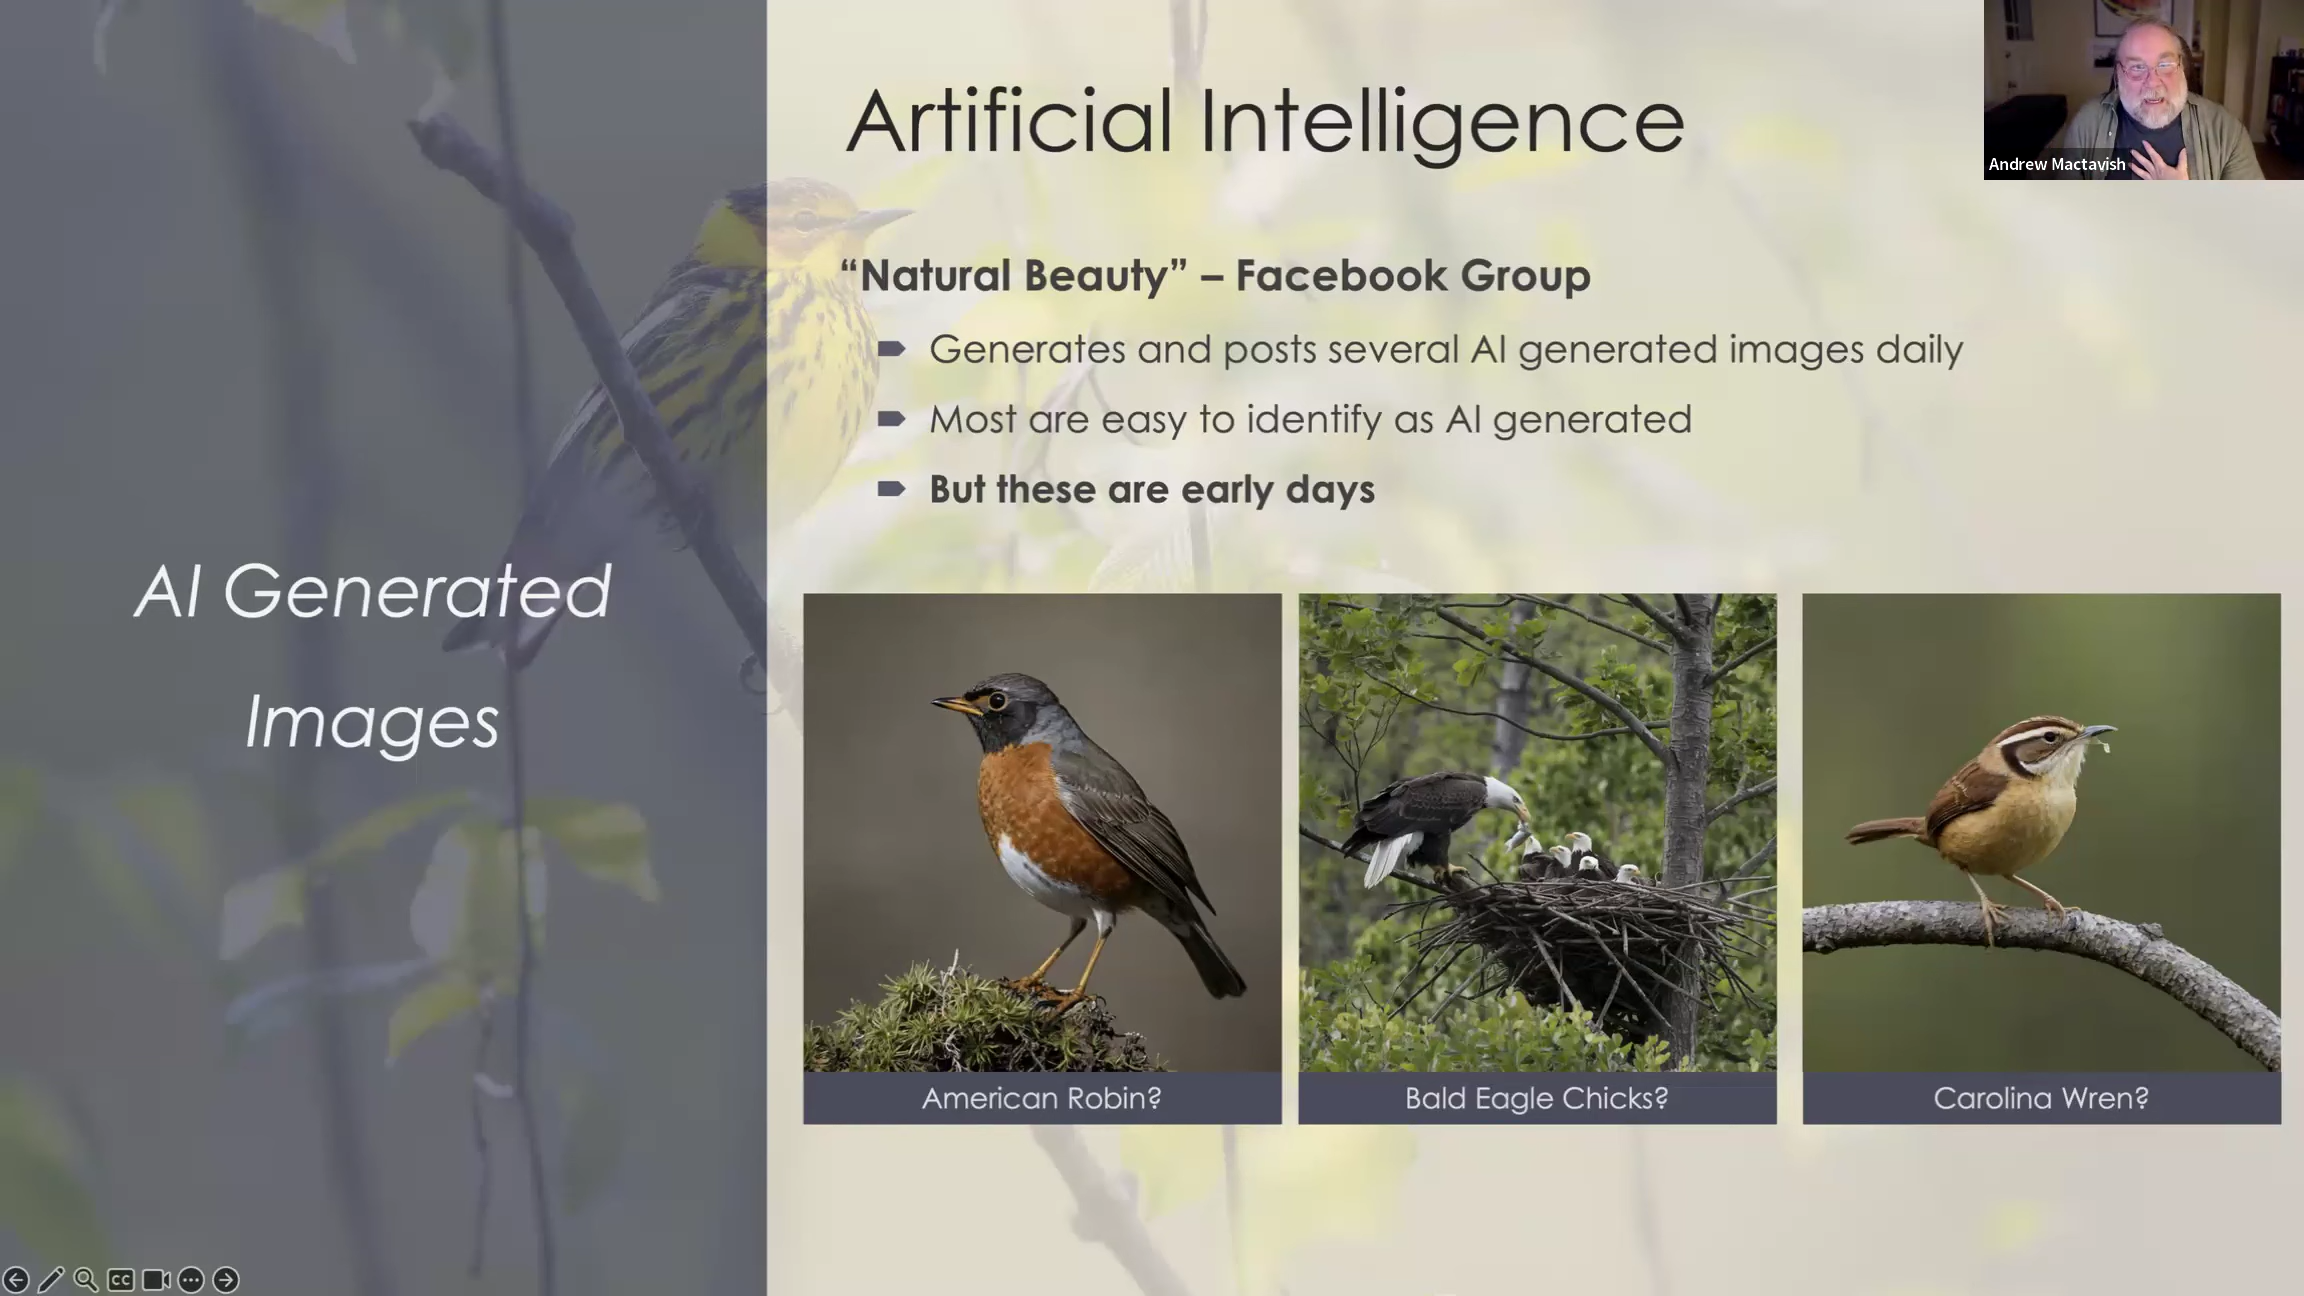 Artificial Intelligence
Andrew Mactavish
“Natural Beauty” – Facebook Group
Generates and posts several AI generated images daily
Most are easy to identify as AI generated
But these are early days
AI Generated
Images
American Robin?
Bald Eagle Chicks?
Carolina Wren?
CC